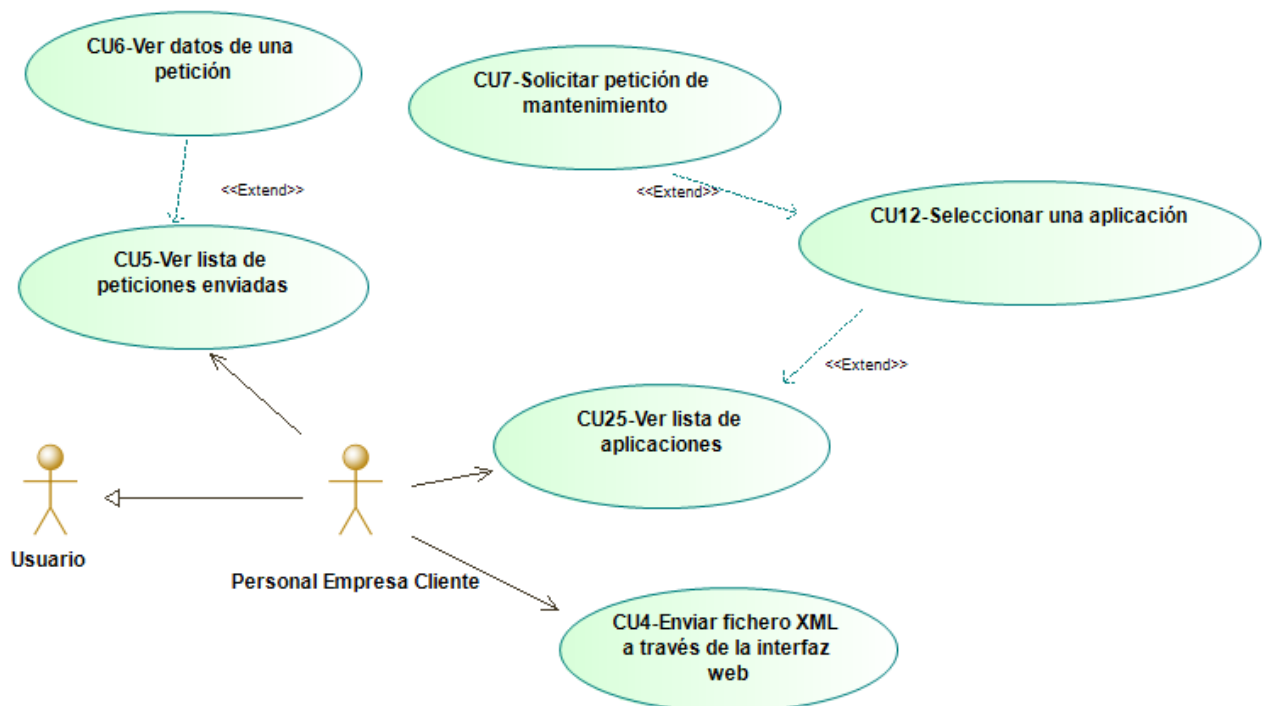 CU6-Ver datos de una
petición
CU7-Solicitar petición de
mantenimiento
<<Extend>>
<<Extend>>
CU12-Seleccionar una aplicación
CU5-Ver lista de
peticiones enviadas
<<Extend>>
CU25-Ver lista de
aplicaciones
Usuario
Personal Empresa Cliente
CU4-Enviar fichero XML
a través de la interfaz
web